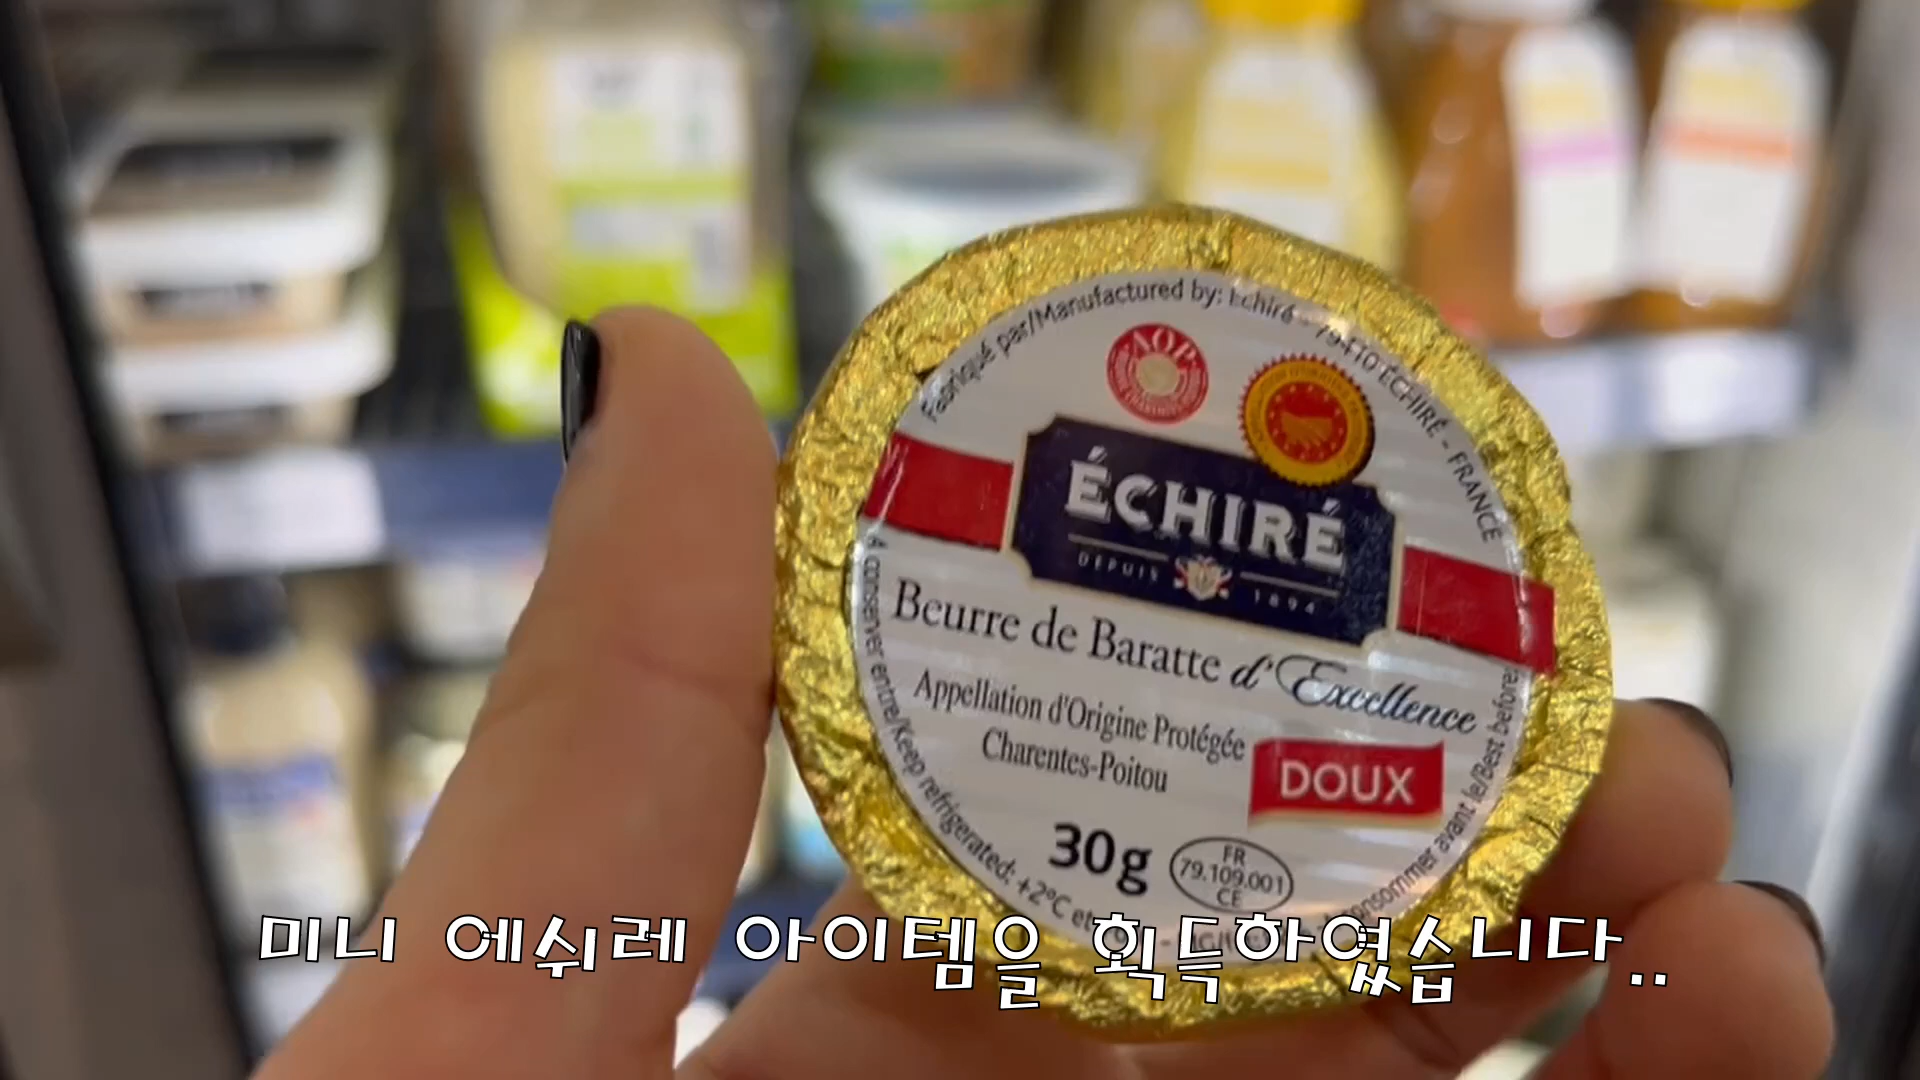 Fabriqué par/Manufactured by: Echiré - 79410 ÉCHIRÉ - FRANCE
AOP
ÉCHIRÉ
DEPUIS 1894
Beurre de Baratte d'Excellence
Appellation d'Origine Protégée
Charentes-Poitou
DOUX
30g
FR
79.109.001
CE
A conserver entre/Keep refrigerated: +2°C et
consommer avant le/Best before:
미니 에쉬레 아이템을 획득하였습니다..